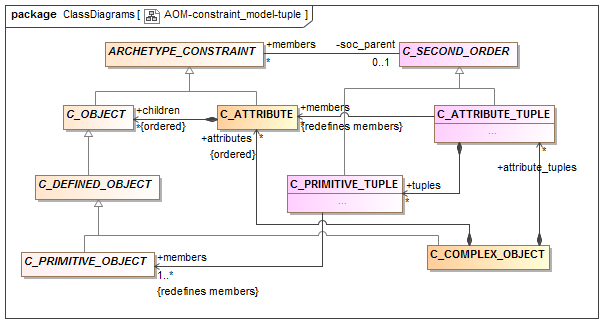 package ClassDiagrams [ AOM-constraint_model-tuple ]
ARCHETYPE_CONSTRAINT
+members
*
-soc_parent
0..1
C_SECOND_ORDER
C_OBJECT
+children
*{ordered}
C_ATTRIBUTE
+members
*{redefines members}
C_ATTRIBUTE_TUPLE
...
+attributes
{ordered}
*
*
+attribute_tuples
C_DEFINED_OBJECT
C_PRIMITIVE_TUPLE
...
+tuples
*
C_PRIMITIVE_OBJECT
+members
1..*
{redefines members}
C_COMPLEX_OBJECT